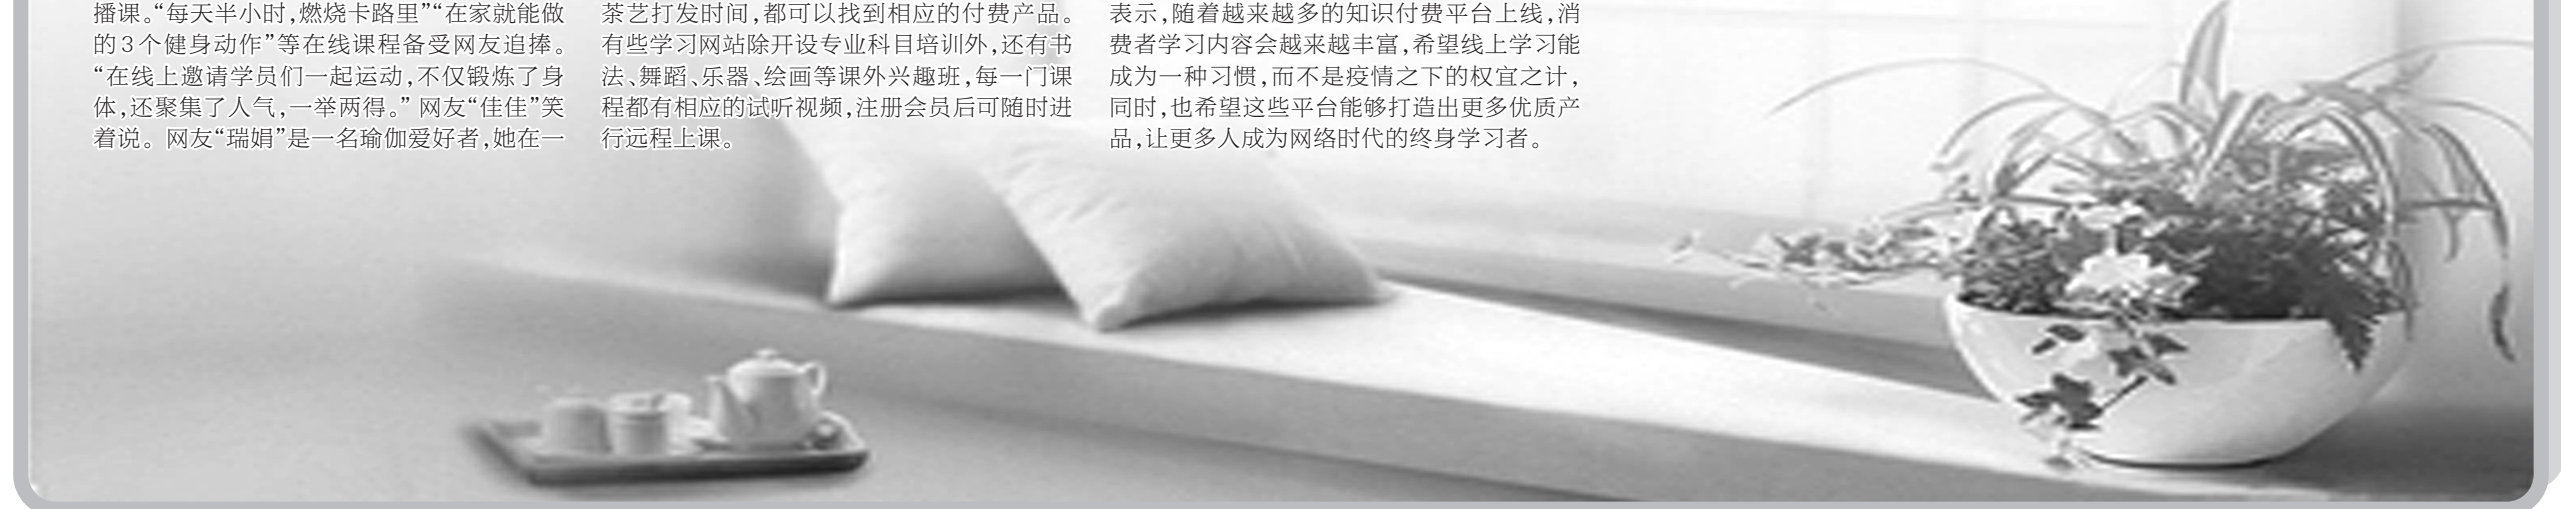 播课。“每天半小时,燃烧卡路里”“在家就能做
的3个健身动作”等在线课程备受网友追捧。
“在线上邀请学员们一起运动,不仅锻炼了身
体,还聚集了人气,一举两得。”网友“佳佳”笑
着说。网友“瑞娟”是一名瑜伽爱好者,她在一
茶艺打发时间,都可以找到相应的付费产品。
有些学习网站除开设专业科目培训外,还有书
法、舞蹈、乐器、绘画等课外兴趣班,每一门课
程都有相应的试听视频,注册会员后可随时进
行远程上课。
表示,随着越来越多的知识付费平台上线,消
费者学习内容会越来越丰富,希望线上学习能
成为一种习惯,而不是疫情之下的权宜之计,
同时,也希望这些平台能够打造出更多优质产
品,让更多人成为网络时代的终身学习者。